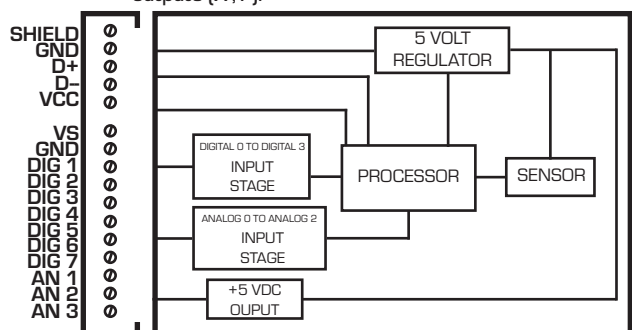 SHIELD
GND
D+
D–
VCC
VS
GND
DIG 1
DIG 2
DIG 3
DIG 4
DIG 5
DIG 6
DIG 7
AN 1
AN 2
AN 3
5 VOLT
REGULATOR
DIGITAL 0 TO DIGITAL 3
INPUT
STAGE
PROCESSOR
SENSOR
ANALOG 0 TO ANALOG 2
INPUT
STAGE
+5 VDC
OUPUT